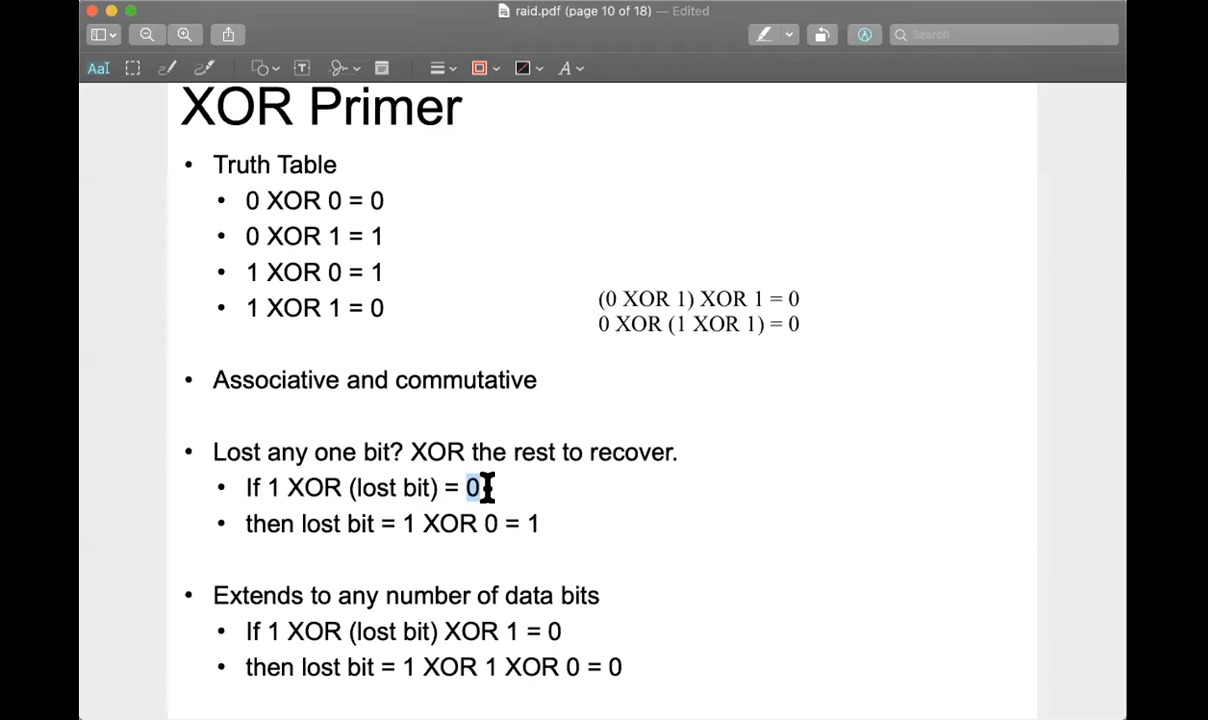 raid.pdf (page 10 of 18) — Edited
Search
AaI
T
A
XOR Primer
• Truth Table
• 0 XOR 0 = 0
• 0 XOR 1 = 1
• 1 XOR 0 = 1
• 1 XOR 1 = 0
(0 XOR 1) XOR 1 = 0
0 XOR (1 XOR 1) = 0
• Associative and commutative
• Lost any one bit? XOR the rest to recover.
• If 1 XOR (lost bit) = 0
• then lost bit = 1 XOR 0 = 1
• Extends to any number of data bits
• If 1 XOR (lost bit) XOR 1 = 0
• then lost bit = 1 XOR 1 XOR 0 = 0